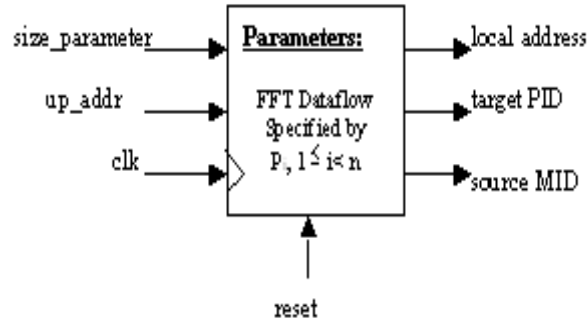 size_parameter
up_addr
clk
Parameters:
FFT Dataflow
Specified by
Pᵢ, 1 ≤ i < n
local address
target PID
source MID
reset